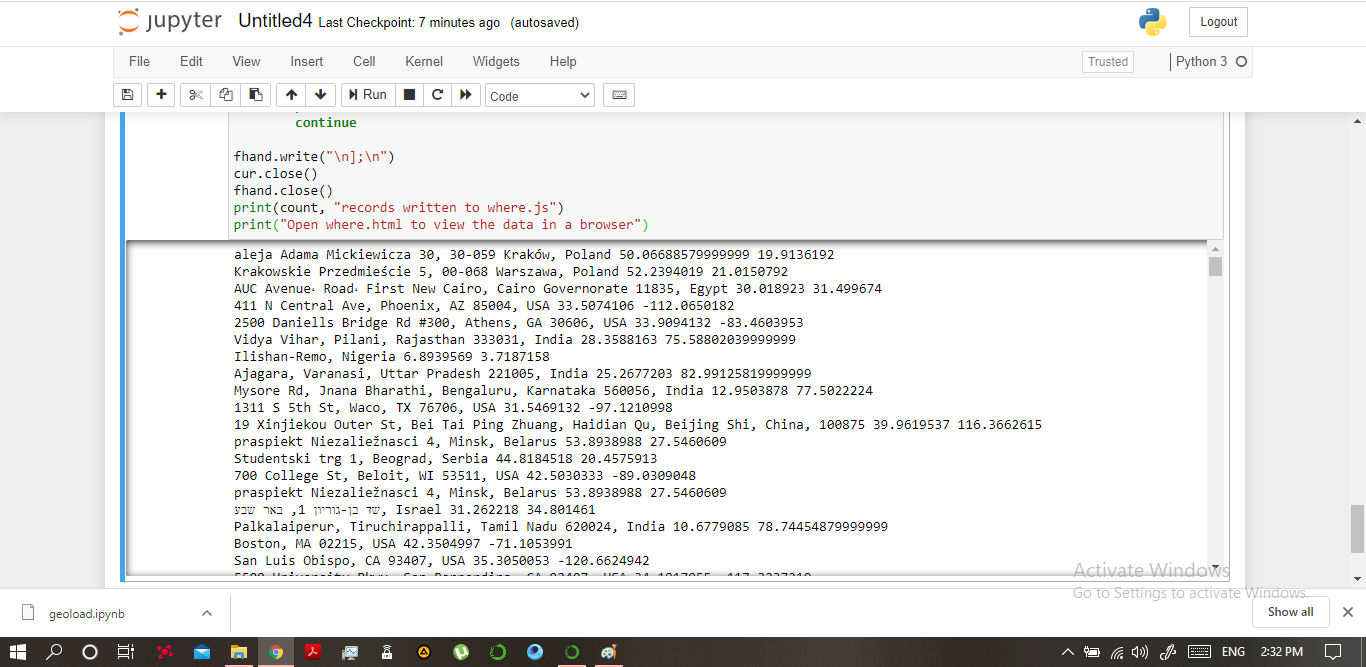 jupyter Untitled4 Last Checkpoint: 7 minutes ago (autosaved)
Logout
File Edit View Insert Cell Kernel Widgets Help
Trusted
Python 3
Run
Code
continue
fhand.write("\n];\n")
cur.close()
fhand.close()
print(count, "records written to where.js")
print("Open where.html to view the data in a browser")
aleja Adama Mickiewicza 30, 30-059 Kraków, Poland 50.06688579999999 19.9136192
Krakowskie Przedmieście 5, 00-068 Warszawa, Poland 52.2394019 21.0150792
AUC Avenue، Road، First New Cairo, Cairo Governorate 11835, Egypt 30.018923 31.499674
411 N Central Ave, Phoenix, AZ 85004, USA 33.5074106 -112.0650182
2500 Daniells Bridge Rd #300, Athens, GA 30606, USA 33.9094132 -83.4603953
Vidya Vihar, Pilani, Rajasthan 333031, India 28.3588163 75.58802039999999
Ilishan-Remo, Nigeria 6.8939569 3.7187158
Ajagara, Varanasi, Uttar Pradesh 221005, India 25.2677203 82.99125819999999
Mysore Rd, Jnana Bharathi, Bengaluru, Karnataka 560056, India 12.9503878 77.5022224
1311 S 5th St, Waco, TX 76706, USA 31.5469132 -97.1210998
19 Xinjiekou Outer St, Bei Tai Ping Zhuang, Haidian Qu, Beijing Shi, China, 100875 39.9619537 116.3662615
praspiekt Niezaliežnasci 4, Minsk, Belarus 53.8938988 27.5460609
Studentski trg 1, Beograd, Serbia 44.8184518 20.4575913
700 College St, Beloit, WI 53511, USA 42.5030333 -89.0309048
praspiekt Niezaliežnasci 4, Minsk, Belarus 53.8938988 27.5460609
שד בן-גוריון 1, באר שבע, Israel 31.262218 34.801461
Palkalaiperur, Tiruchirappalli, Tamil Nadu 620024, India 10.6779085 78.74454879999999
Boston, MA 02215, USA 42.3504997 -71.1053991
San Luis Obispo, CA 93407, USA 35.3050053 -120.6624942
Activate Windows
Go to Settings to activate Windows.
geoload.ipynb
Show all
ENG 2:32 PM